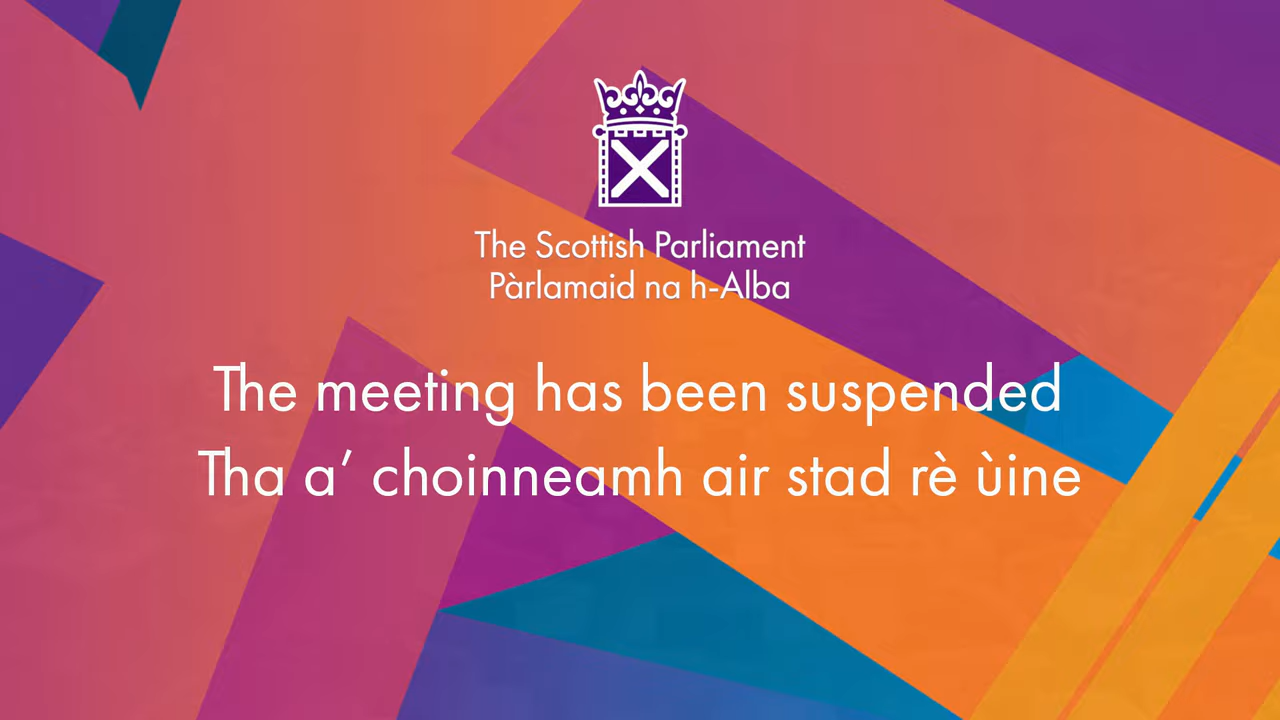 The Scottish Parliament
Pàrlamaid na h-Alba
The meeting has been suspended
Tha a’ choinneamh air stad rè ùine